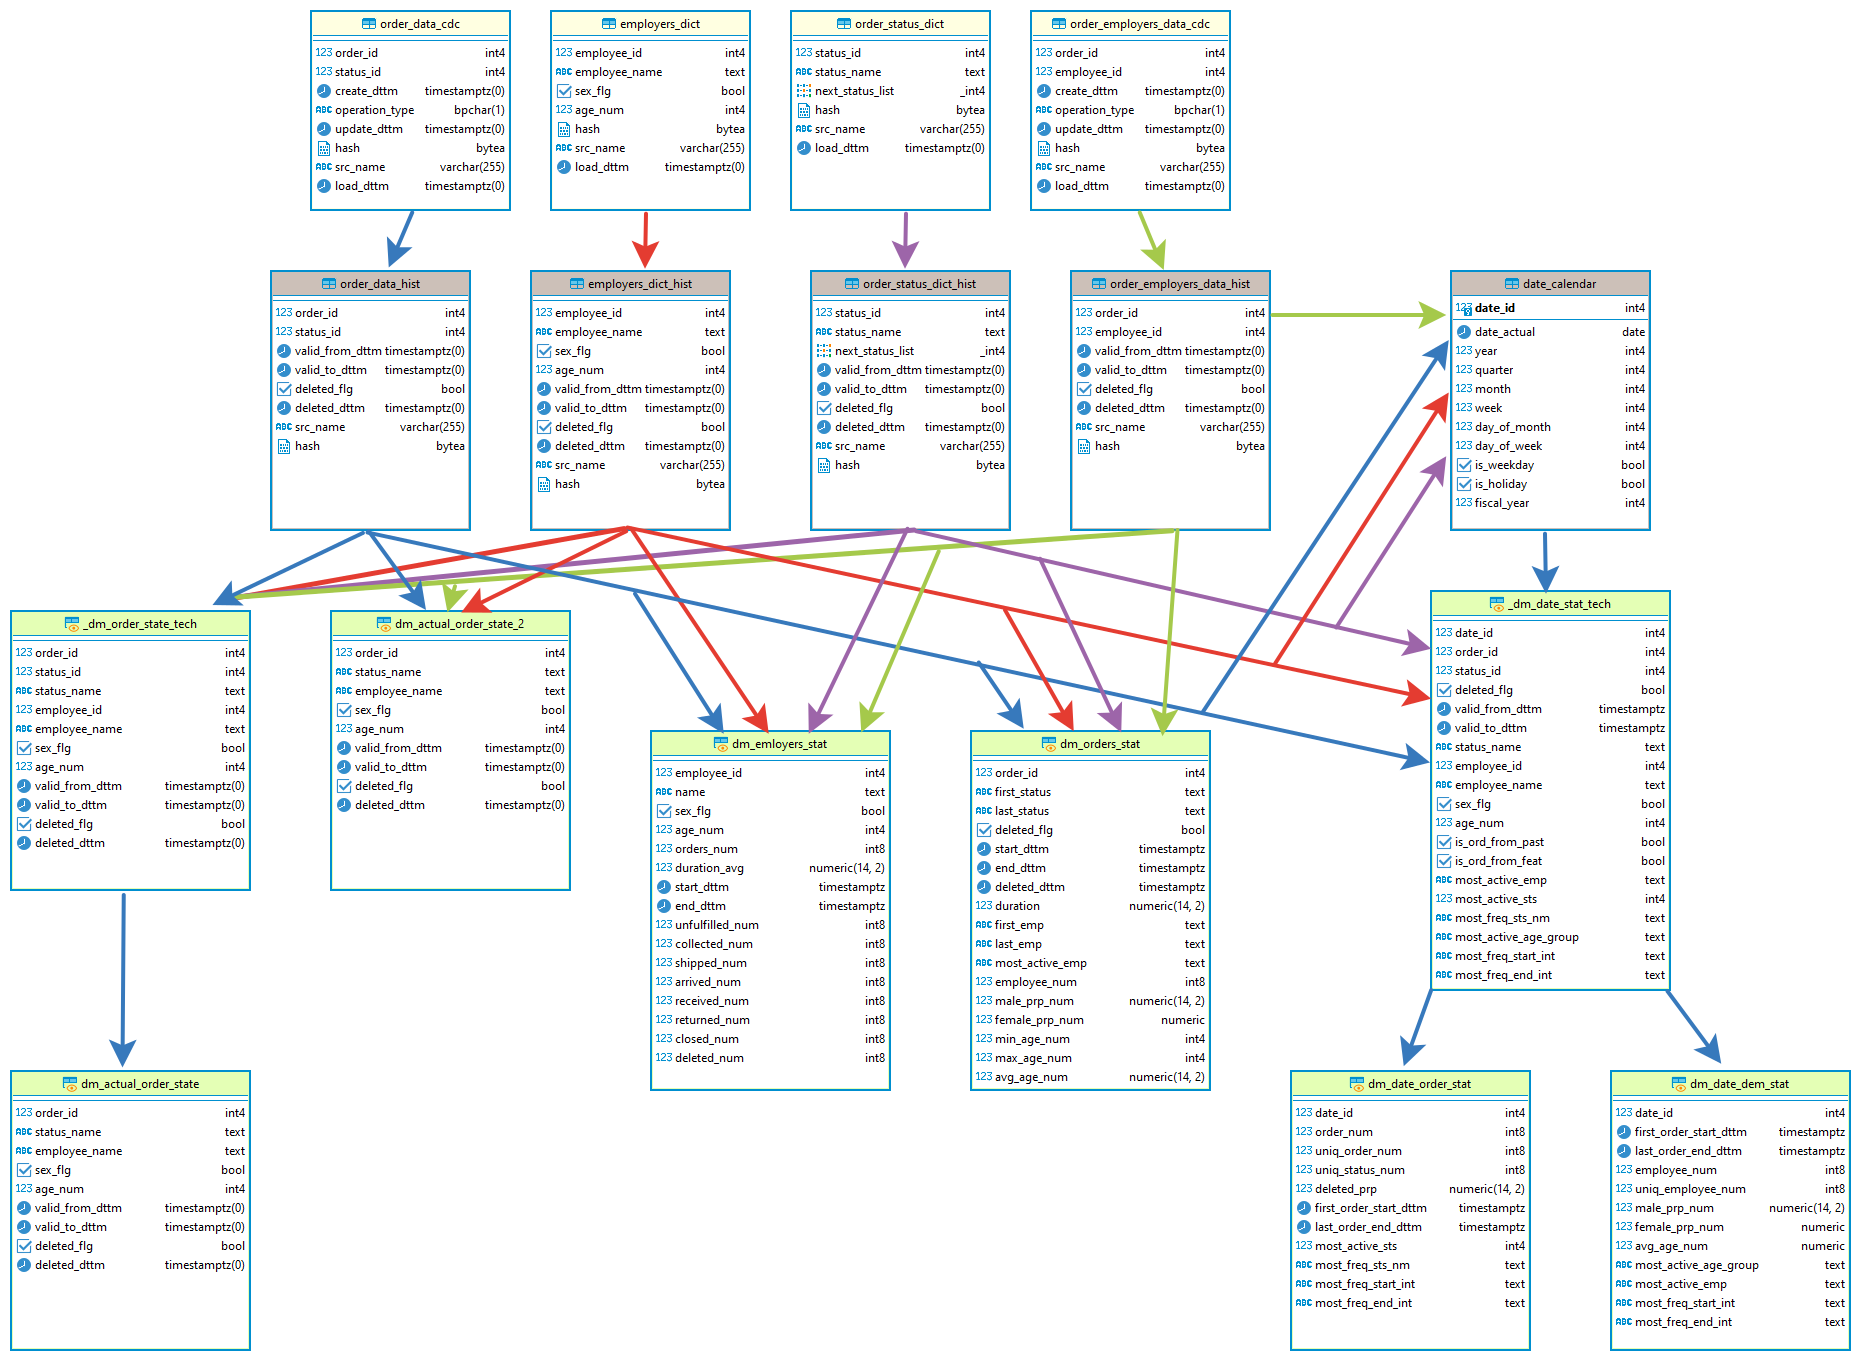 order_data_cdc
123 order_id int4
123 status_id int4
create_dttm timestamptz(0)
ABC operation_type bpchar(1)
update_dttm timestamptz(0)
hash bytea
ABC src_name varchar(255)
load_dttm timestamptz(0)
employers_dict
123 employee_id int4
ABC employee_name text
sex_flg bool
123 age_num int4
hash bytea
ABC src_name varchar(255)
load_dttm timestamptz(0)
order_status_dict
123 status_id int4
ABC status_name text
next_status_list _int4
hash bytea
ABC src_name varchar(255)
load_dttm timestamptz(0)
order_employers_data_cdc
123 order_id int4
123 employee_id int4
create_dttm timestamptz(0)
ABC operation_type bpchar(1)
update_dttm timestamptz(0)
hash bytea
ABC src_name varchar(255)
load_dttm timestamptz(0)
order_data_hist
123 order_id int4
123 status_id int4
valid_from_dttm timestamptz(0)
valid_to_dttm timestamptz(0)
deleted_flg bool
deleted_dttm timestamptz(0)
ABC src_name varchar(255)
hash bytea
employers_dict_hist
123 employee_id int4
ABC employee_name text
sex_flg bool
123 age_num int4
valid_from_dttm timestamptz(0)
valid_to_dttm timestamptz(0)
deleted_flg bool
deleted_dttm timestamptz(0)
ABC src_name varchar(255)
hash bytea
order_status_dict_hist
123 status_id int4
ABC status_name text
next_status_list _int4
valid_from_dttm timestamptz(0)
valid_to_dttm timestamptz(0)
deleted_flg bool
deleted_dttm timestamptz(0)
ABC src_name varchar(255)
hash bytea
order_employers_data_hist
123 order_id int4
123 employee_id int4
valid_from_dttm timestamptz(0)
valid_to_dttm timestamptz(0)
deleted_flg bool
deleted_dttm timestamptz(0)
ABC src_name varchar(255)
hash bytea
date_calendar
123 date_id int4
date_actual date
123 year int4
123 quarter int4
123 month int4
123 week int4
123 day_of_month int4
123 day_of_week int4
is_weekday bool
is_holiday bool
123 fiscal_year int4
_dm_order_state_tech
123 order_id int4
123 status_id int4
ABC status_name text
123 employee_id int4
ABC employee_name text
sex_flg bool
123 age_num int4
valid_from_dttm timestamptz(0)
valid_to_dttm timestamptz(0)
deleted_flg bool
deleted_dttm timestamptz(0)
dm_actual_order_state_2
123 order_id int4
ABC status_name text
ABC employee_name text
sex_flg bool
123 age_num int4
valid_from_dttm timestamptz(0)
valid_to_dttm timestamptz(0)
deleted_flg bool
deleted_dttm timestamptz(0)
dm_emloyers_stat
123 employee_id int4
ABC name text
sex_flg bool
123 age_num int4
123 orders_num int8
123 duration_avg numeric(14, 2)
start_dttm timestamptz
end_dttm timestamptz
123 unfulfilled_num int8
123 collected_num int8
123 shipped_num int8
123 arrived_num int8
123 received_num int8
123 returned_num int8
123 closed_num int8
123 deleted_num int8
dm_orders_stat
123 order_id int4
ABC first_status text
ABC last_status text
deleted_flg bool
start_dttm timestamptz
end_dttm timestamptz
deleted_dttm timestamptz
123 duration numeric(14, 2)
ABC first_emp text
ABC last_emp text
ABC most_active_emp text
123 employee_num int8
123 male_prp_num numeric(14, 2)
123 female_prp_num numeric
123 min_age_num int4
123 max_age_num int4
123 avg_age_num numeric(14, 2)
_dm_date_stat_tech
123 date_id int4
123 order_id int4
123 status_id int4
deleted_flg bool
valid_from_dttm timestamptz
valid_to_dttm timestamptz
ABC status_name text
123 employee_id int4
ABC employee_name text
sex_flg bool
123 age_num int4
is_ord_from_past bool
is_ord_from_feat bool
ABC most_active_emp text
123 most_active_sts int4
ABC most_freq_sts_nm text
ABC most_active_age_group text
ABC most_freq_start_int text
ABC most_freq_end_int text
dm_actual_order_state
123 order_id int4
ABC status_name text
ABC employee_name text
sex_flg bool
123 age_num int4
valid_from_dttm timestamptz(0)
valid_to_dttm timestamptz(0)
deleted_flg bool
deleted_dttm timestamptz(0)
dm_date_order_stat
123 date_id int4
123 order_num int8
123 uniq_order_num int8
123 uniq_status_num int8
123 deleted_prp numeric(14, 2)
first_order_start_dttm timestamptz
last_order_end_dttm timestamptz
123 most_active_sts int4
ABC most_freq_sts_nm text
ABC most_freq_start_int text
ABC most_freq_end_int text
dm_date_dem_stat
123 date_id int4
first_order_start_dttm timestamptz
last_order_end_dttm timestamptz
123 employee_num int8
123 uniq_employee_num int8
123 male_prp_num numeric(14, 2)
123 female_prp_num numeric
123 avg_age_num numeric
ABC most_active_age_group text
ABC most_active_emp text
ABC most_freq_start_int text
ABC most_freq_end_int text